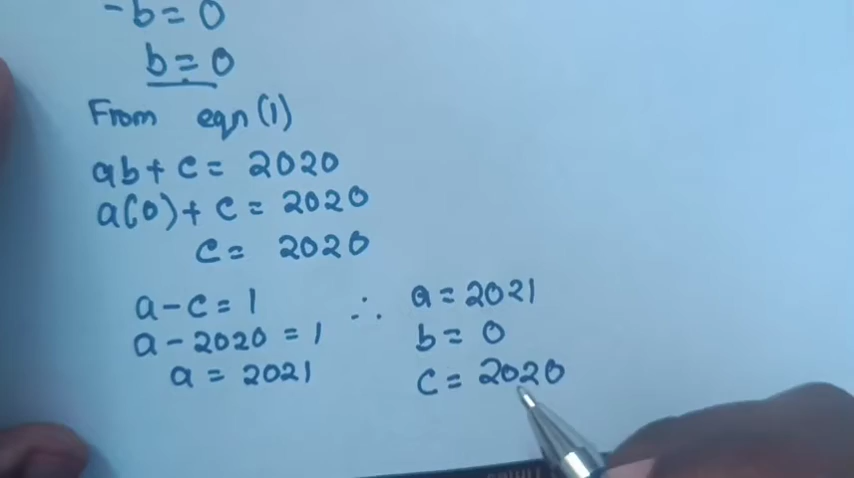 -b = 0
b = 0
From eqn (1)
ab + c = 2020
a(0) + c = 2020
c = 2020
a - c = 1
a - 2020 = 1
a = 2021
∴ a = 2021
b = 0
c = 2020